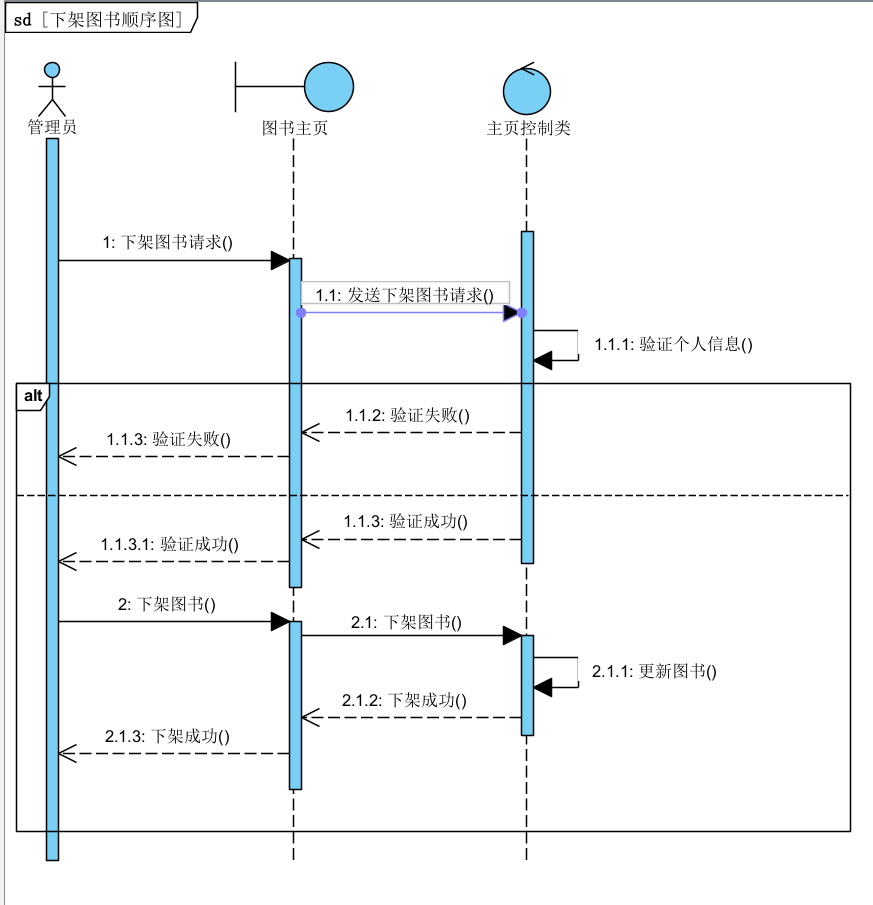 sd [下架图书顺序图]
管理员
图书主页
主页控制类
1: 下架图书请求()
1.1: 发送下架图书请求()
1.1.1: 验证个人信息()
alt
1.1.2: 验证失败()
1.1.3: 验证失败()
1.1.3: 验证成功()
1.1.3.1: 验证成功()
2: 下架图书()
2.1: 下架图书()
2.1.1: 更新图书()
2.1.2: 下架成功()
2.1.3: 下架成功()